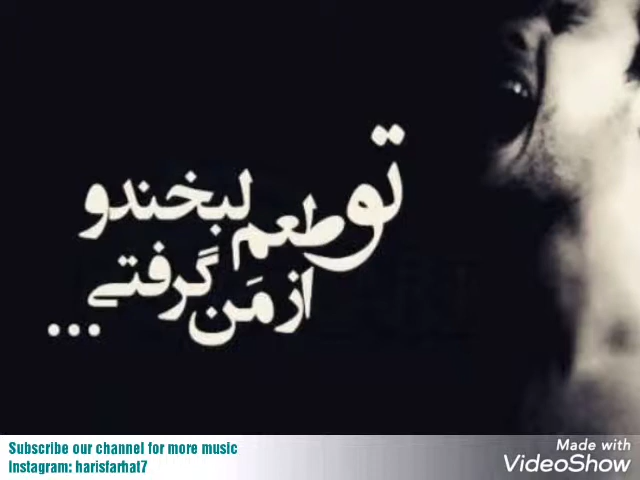 تو طعم لبخندو
از مَن گرفتی
...
Subscribe our channel for more music
Instagram: harisfarhat7
Made with
VideoShow